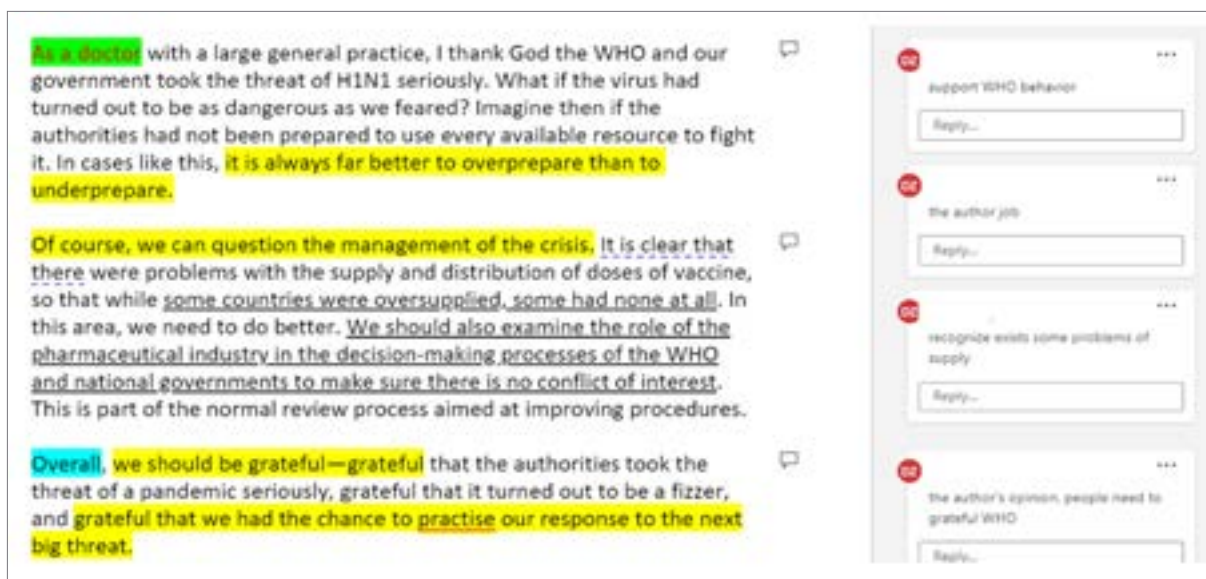 As a doctor with a large general practice, I thank God the WHO and our
government took the threat of H1N1 seriously. What if the virus had
turned out to be as dangerous as we feared? Imagine then if the
authorities had not been prepared to use every available resource to fight
it. In cases like this, it is always far better to overprepare than to
underprepare.
Of course, we can question the management of the crisis. It is clear that
there were problems with the supply and distribution of doses of vaccine,
so that while some countries were oversupplied, some had none at all. In
this area, we need to do better. We should also examine the role of the
pharmaceutical industry in the decision-making processes of the WHO
and national governments to make sure there is no conflict of interest.
This is part of the normal review process aimed at improving procedures.
Overall, we should be grateful—grateful that the authorities took the
threat of a pandemic seriously, grateful that it turned out to be a fizzer,
and grateful that we had the chance to practise our response to the next
big threat.
support WHO behavior
Reply...
the author job
Reply...
recognize exists some problems of
supply
Reply...
the author's opinion, people need to
grateful WHO
Reply...